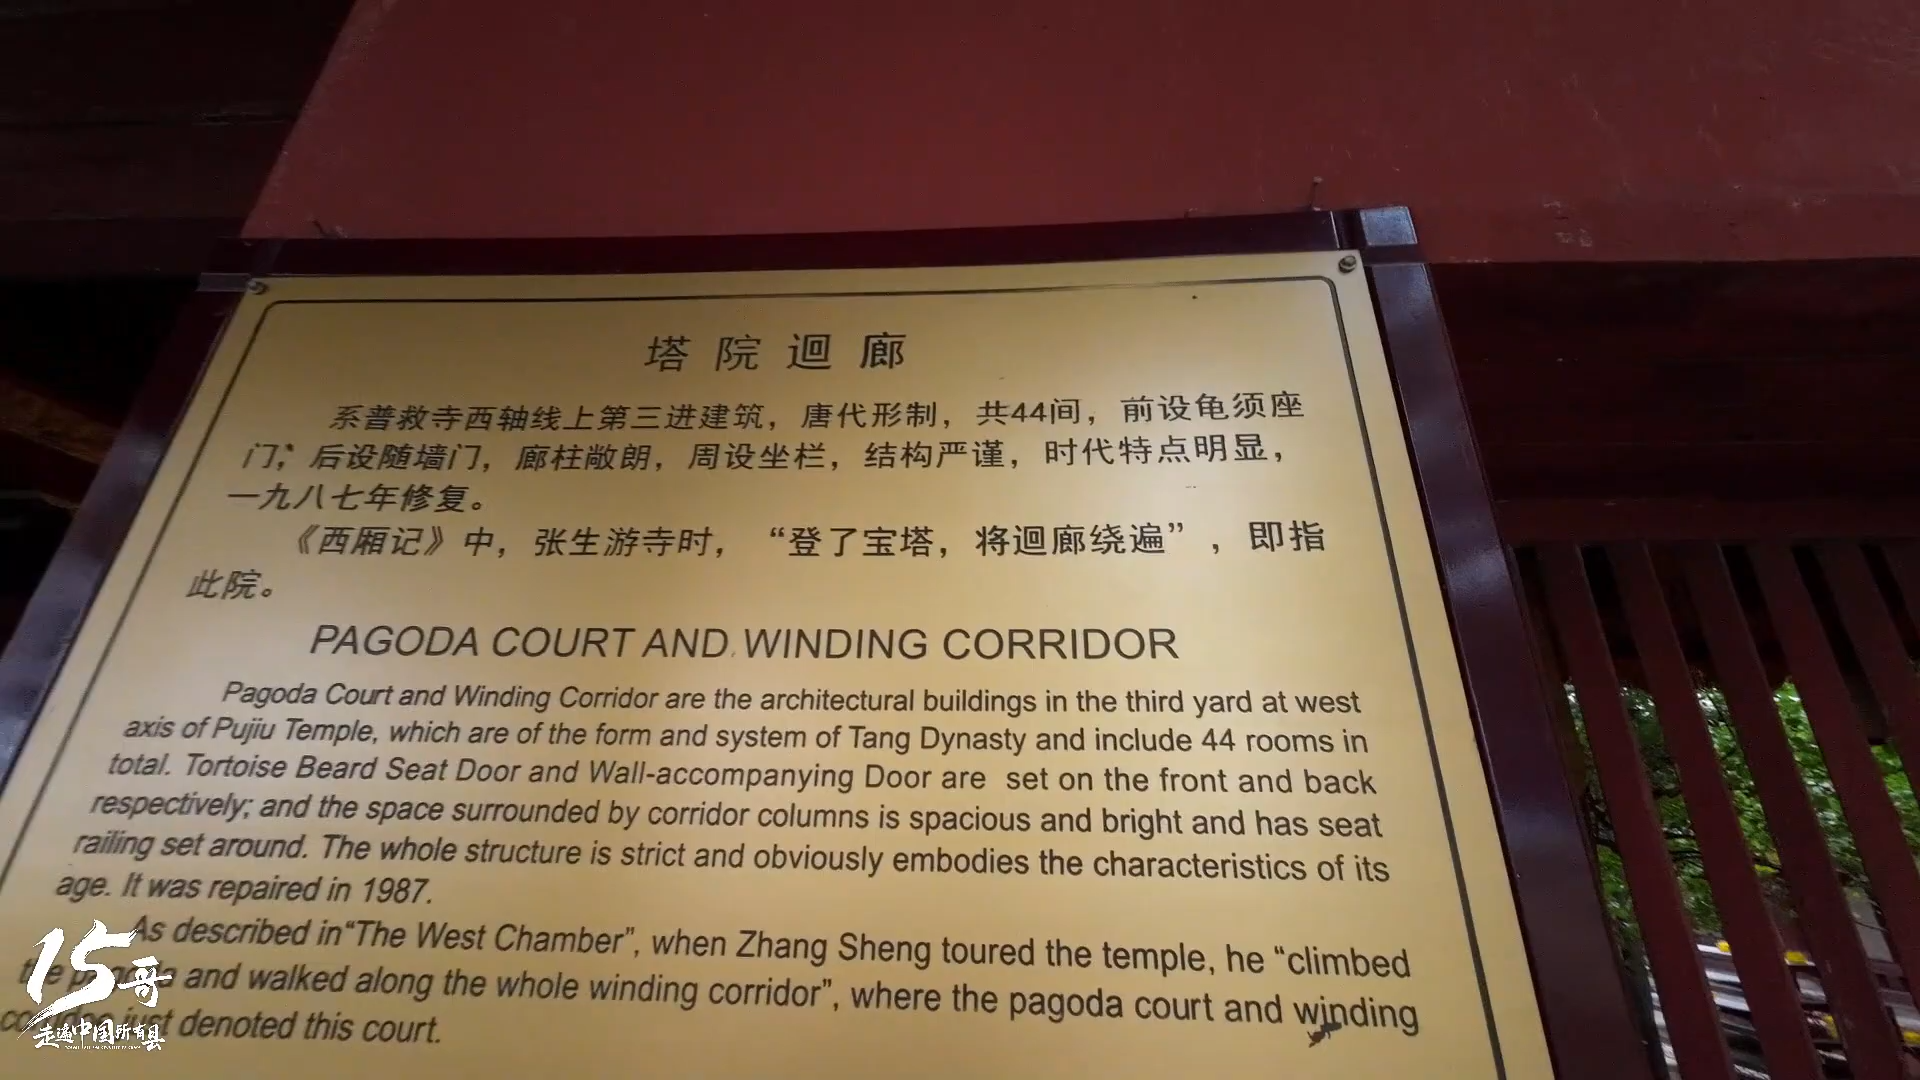 塔院迴廊
系普救寺西轴线上第三进建筑，唐代形制，共44间，前设龟须座
门；后设随墙门，廊柱敞朗，周设坐栏，结构严谨，时代特点明显，
一九八七年修复。
《西厢记》中，张生游寺时，“登了宝塔，将迴廊绕遍”，即指
此院。
PAGODA COURT AND WINDING CORRIDOR
Pagoda Court and Winding Corridor are the architectural buildings in the third yard at west
axis of Pujiu Temple, which are of the form and system of Tang Dynasty and include 44 rooms in
total. Tortoise Beard Seat Door and Wall-accompanying Door are set on the front and back
respectively; and the space surrounded by corridor columns is spacious and bright and has seat
railing set around. The whole structure is strict and obviously embodies the characteristics of its
age. It was repaired in 1987.
As described in“The West Chamber”, when Zhang Sheng toured the temple, he “climbed
the pagoda and walked along the whole winding corridor”, where the pagoda court and winding
corridor just denoted this court.
15哥
走遍中国所有县